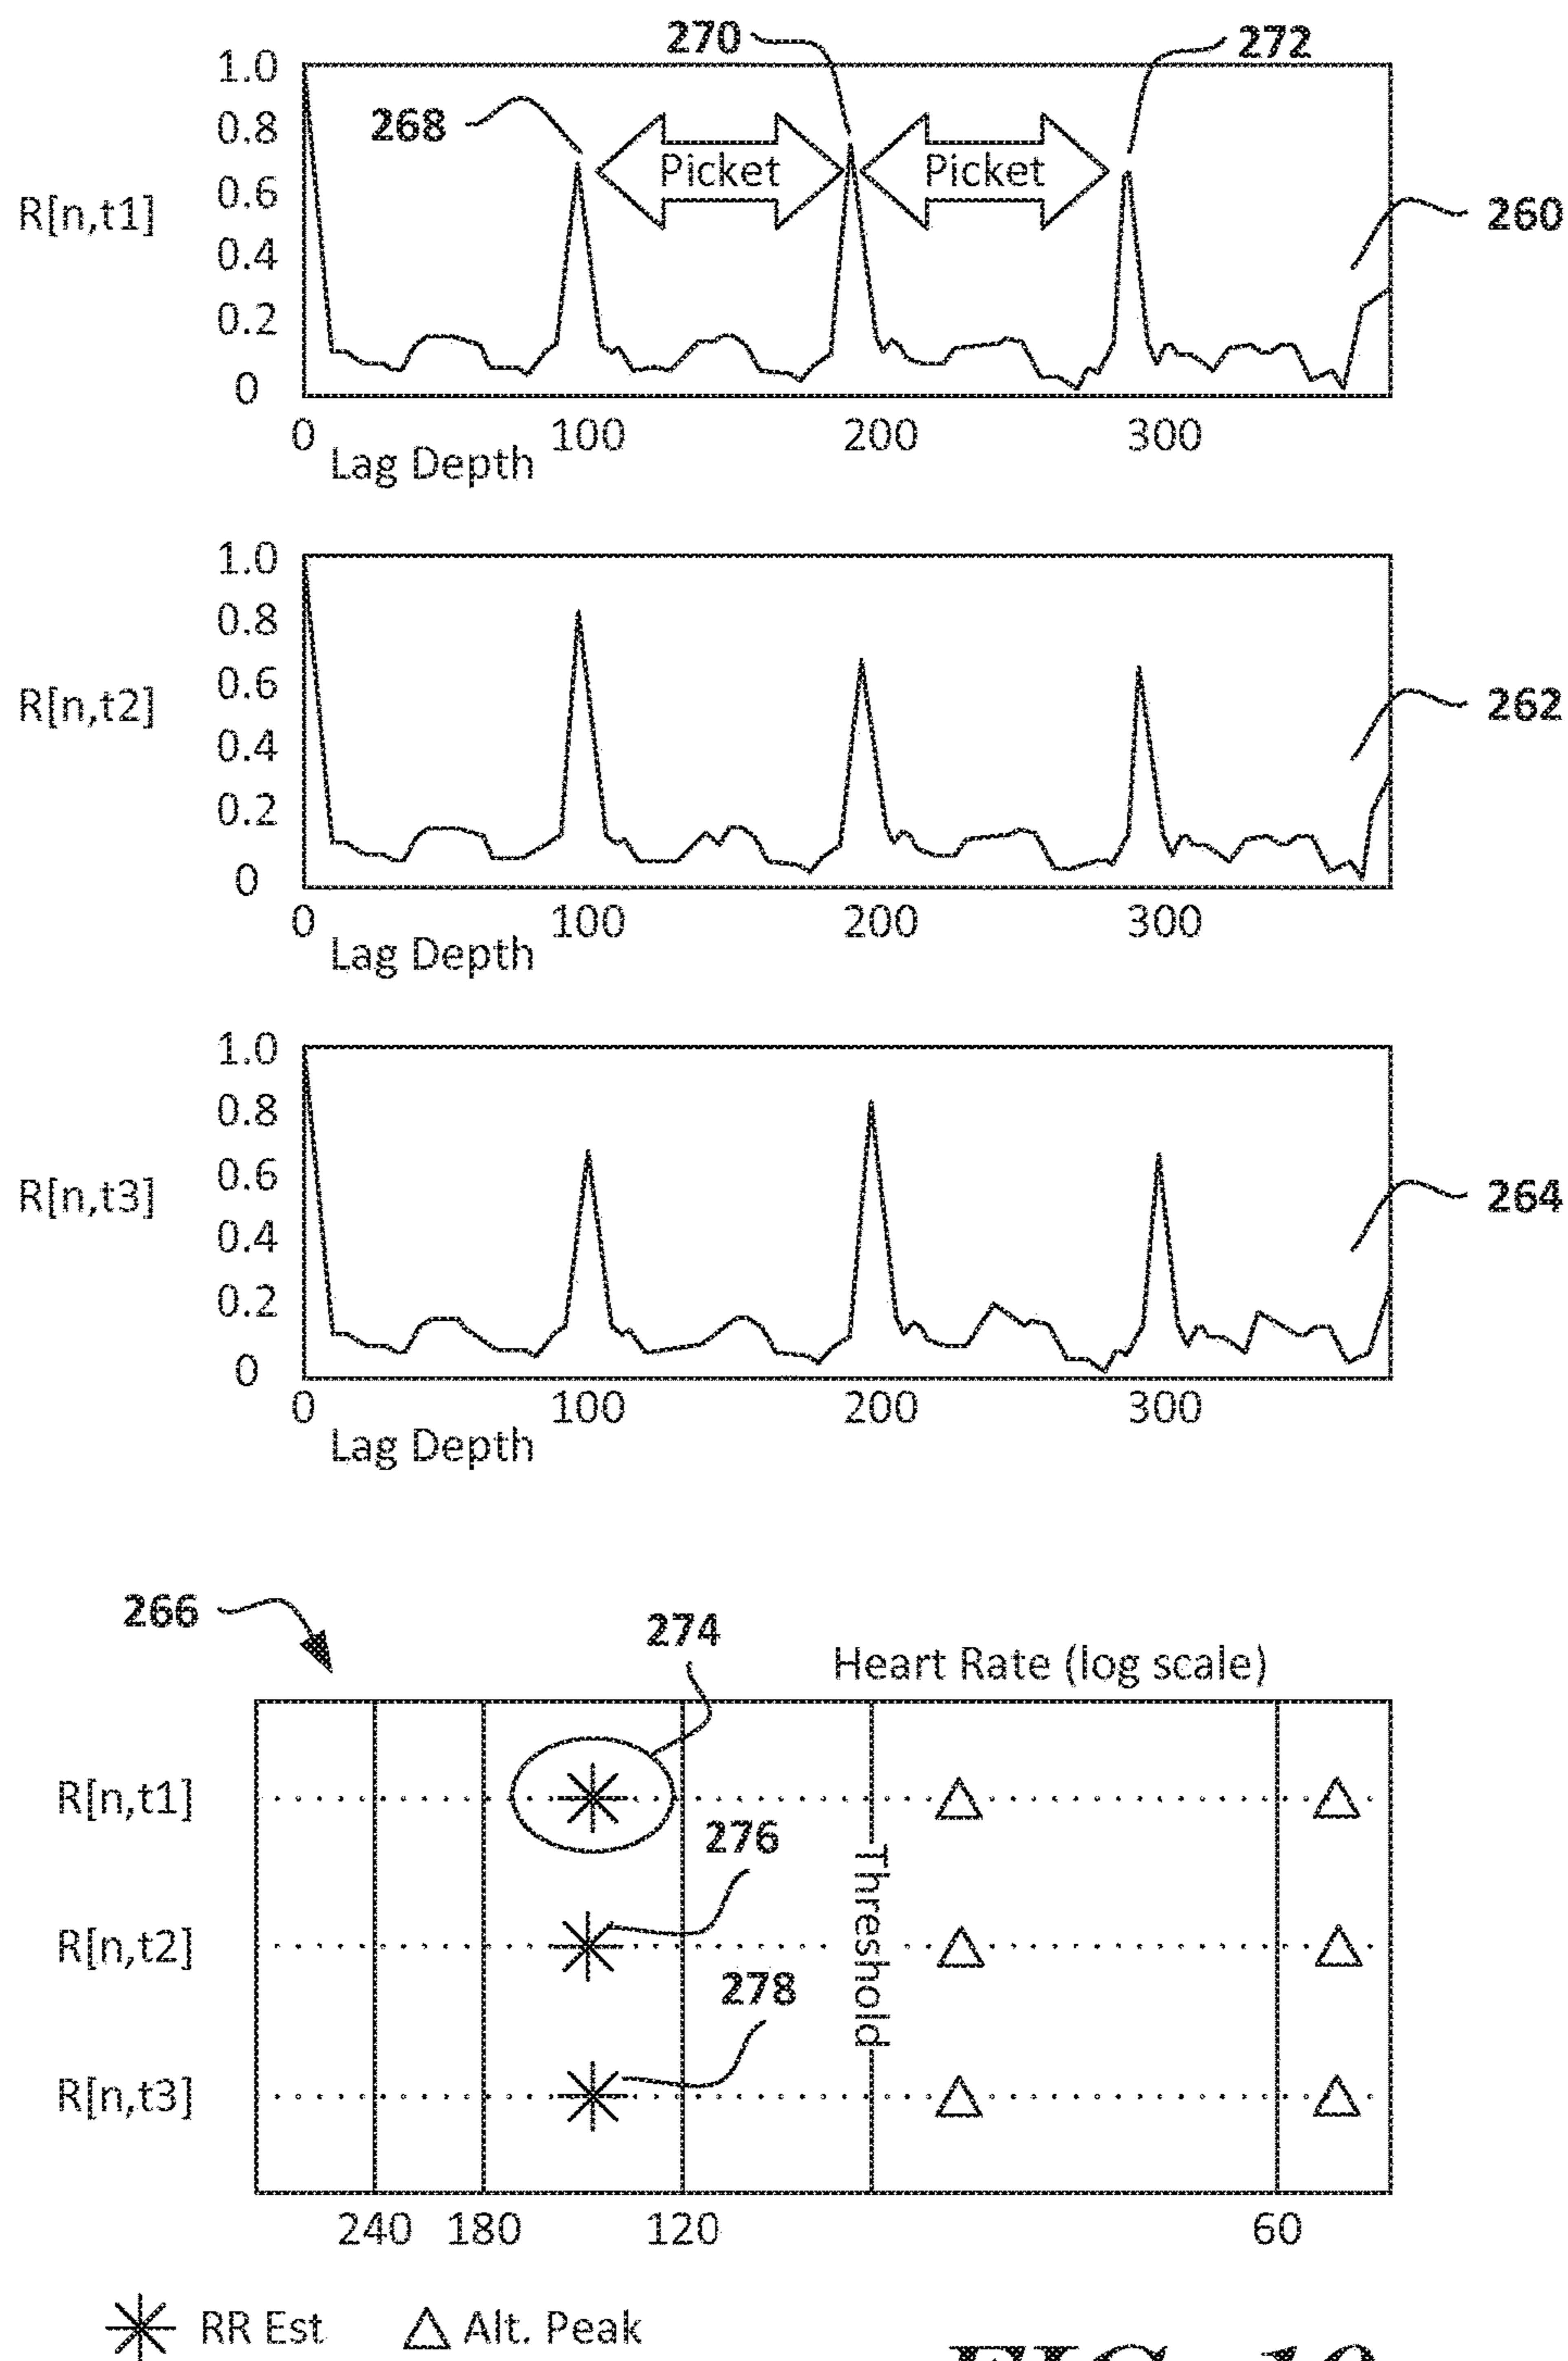 270
272
1.0
268
0.8
Picket Picket
0.6
R[n,t1]
260
0.4
0.2
0
0 100 200 300
Lag Depth
1.0
0.8
0.6
R[n,t2]
262
0.4
0.2
0
0 100 200 300
Lag Depth
1.0
0.8
0.6
R[n,t3]
264
0.4
0.2
0
0 100 200 300
Lag Depth
266
274
Heart Rate (log scale)
R[n,t1]
276
Threshold
R[n,t2]
278
R[n,t3]
240 180 120 60
RR Est Alt. Peak